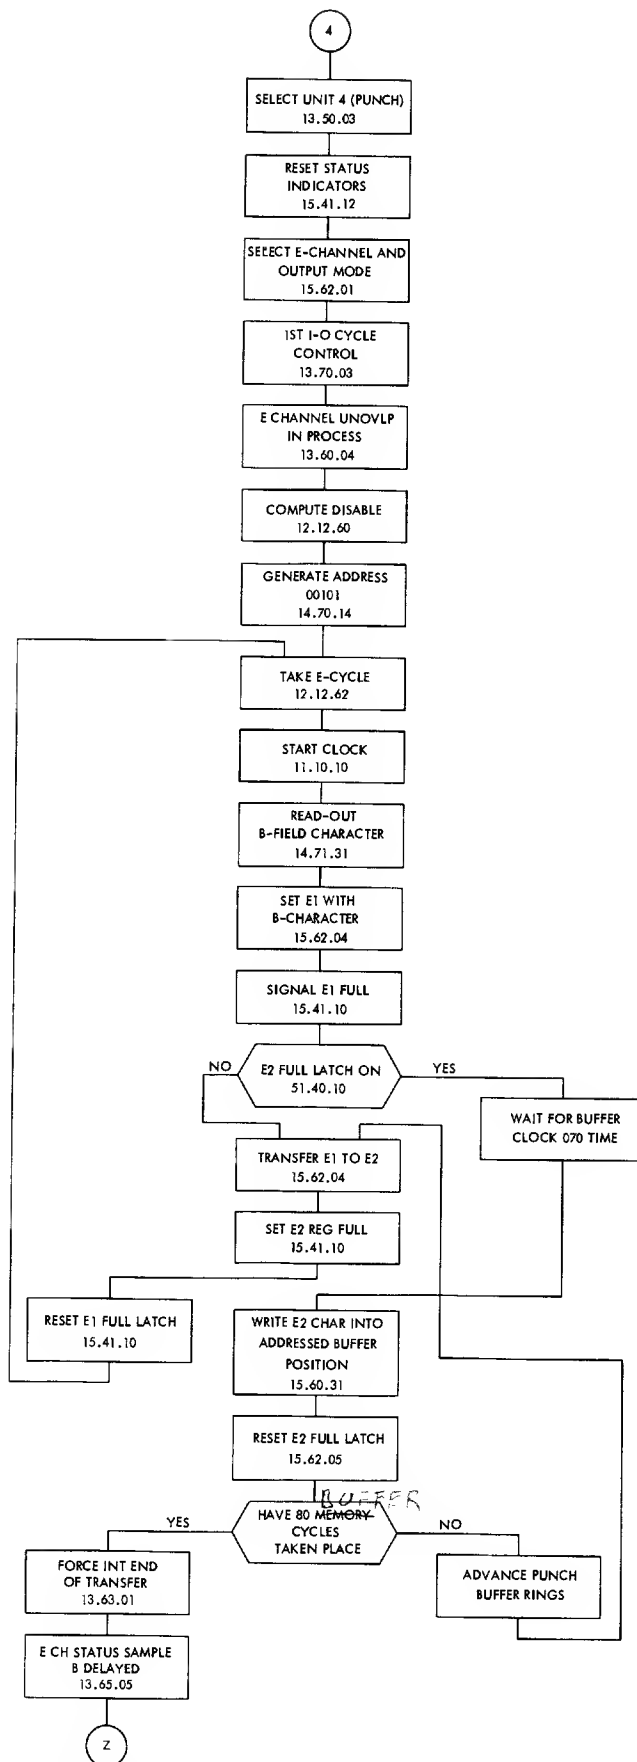 4
SELECT UNIT 4 (PUNCH)
13.50.03
RESET STATUS
INDICATORS
15.41.12
SELECT E-CHANNEL AND
OUTPUT MODE
15.62.01
1ST I-O CYCLE
CONTROL
13.70.03
E CHANNEL UNOVLP
IN PROCESS
13.60.04
COMPUTE DISABLE
12.12.60
GENERATE ADDRESS
00101
14.70.14
TAKE E-CYCLE
12.12.62
START CLOCK
11.10.10
READ-OUT
B-FIELD CHARACTER
14.71.31
SET E1 WITH
B-CHARACTER
15.62.04
SIGNAL E1 FULL
15.41.10
NO
E2 FULL LATCH ON
51.40.10
YES
WAIT FOR BUFFER
CLOCK 070 TIME
TRANSFER E1 TO E2
15.62.04
SET E2 REG FULL
15.41.10
RESET E1 FULL LATCH
15.41.10
WRITE E2 CHAR INTO
ADDRESSED BUFFER
POSITION
15.60.31
RESET E2 FULL LATCH
15.62.05
BUFFER
YES
HAVE 80 MEMORY
CYCLES
TAKEN PLACE
NO
FORCE INT END
OF TRANSFER
13.63.01
ADVANCE PUNCH
BUFFER RINGS
E CH STATUS SAMPLE
B DELAYED
13.65.05
Z